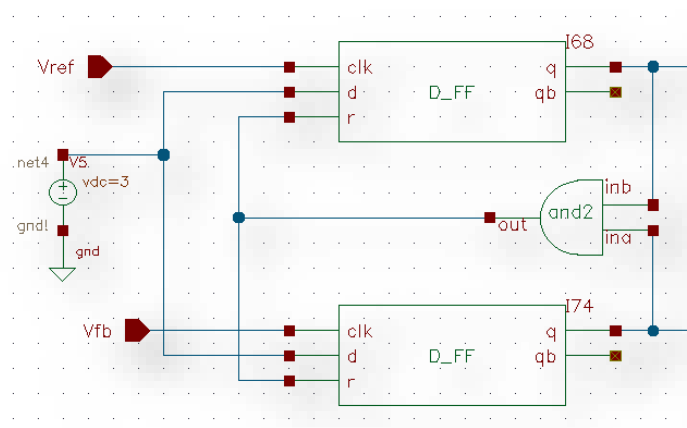 I68
Vref
clk
q
d
D_FF
qb
r
net4
V5
vdc=3
gnd!
gnd
inb
and2
out
ina
I74
Vfb
clk
q
d
D_FF
qb
r